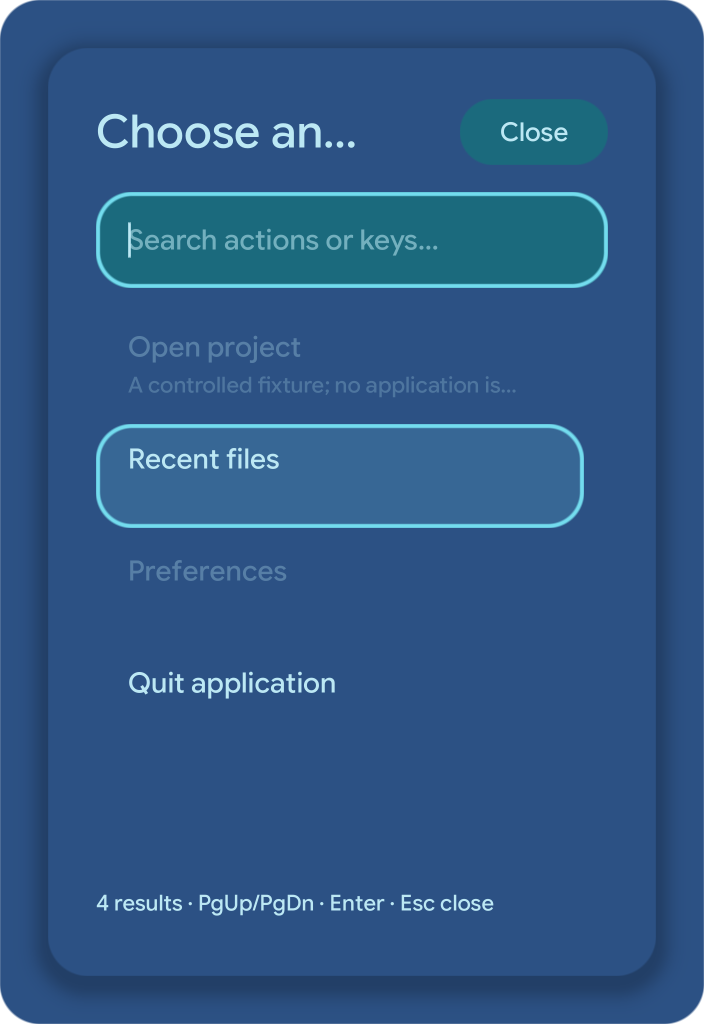 Choose an...
Close
Search actions or keys...
Open project
A controlled fixture; no application is...
Recent files
Preferences
Quit application
4 results · PgUp/PgDn · Enter · Esc close